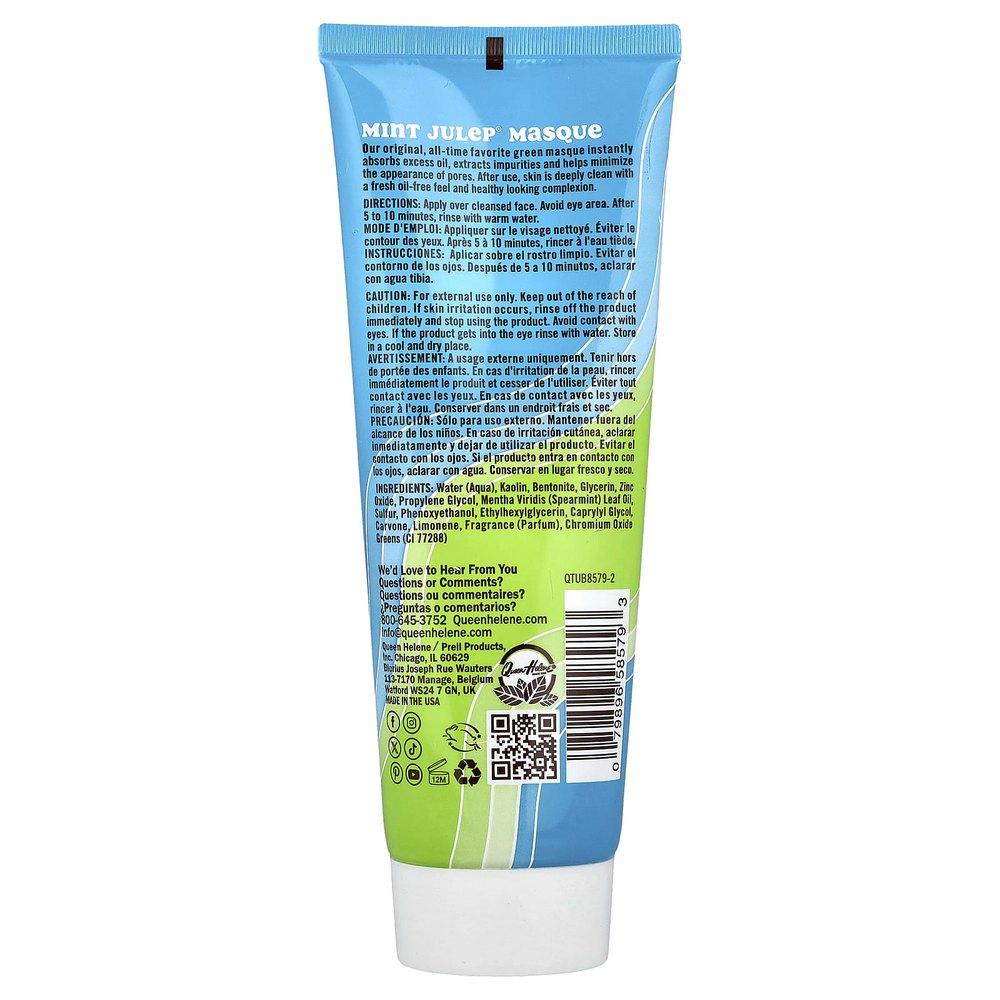 Mint Julep® Masque
Our original, all-time favorite green masque instantly
absorbs excess oil, extracts impurities and helps minimize
the appearance of pores. After use, skin is deeply clean with
a fresh oil-free feel and healthy looking complexion.
DIRECTIONS: Apply over cleansed face. Avoid eye area. After
5 to 10 minutes, rinse with warm water.
MODE D'EMPLOI: Appliquer sur le visage nettoyé. Éviter le
contour des yeux. Après 5 à 10 minutes, rincer à l'eau tiède.
INSTRUCCIONES: Aplicar sobre el rostro limpio. Evitar el
contorno de los ojos. Después de 5 a 10 minutos, aclarar
con agua tibia.
CAUTION: For external use only. Keep out of the reach of
children. If skin irritation occurs, rinse off the product
immediately and stop using the product. Avoid contact with
eyes. If the product gets into the eye rinse with water. Store
in a cool and dry place.
AVERTISSEMENT: A usage externe uniquement. Tenir hors
de portée des enfants. En cas d'irritation de la peau, rincer
immédiatement le produit et cesser de l'utiliser. Éviter tout
contact avec les yeux. En cas de contact avec les yeux,
rincer à l'eau. Conserver dans un endroit frais et sec.
PRECAUCIÓN: Sólo para uso externo. Mantener fuera del
alcance de los niños. En caso de irritación cutánea, aclarar
inmediatamente y dejar de utilizar el producto. Evitar el
contacto con los ojos. Si el producto entra en contacto con
los ojos, aclarar con agua. Conservar en lugar fresco y seco.
INGREDIENTS: Water (Aqua), Kaolin, Bentonite, Glycerin, Zinc
Oxide, Propylene Glycol, Mentha Viridis (Spearmint) Leaf Oil,
Sulfur, Phenoxyethanol, Ethylhexylglycerin, Caprylyl Glycol,
Carvone, Limonene, Fragrance (Parfum), Chromium Oxide
Greens (CI 77288)
We'd Love to Hear From You
Questions or Comments?
Questions ou commentaires?
¿Preguntas o comentarios?
800-645-3752 Queenhelene.com
Info@queenhelene.com
Queen Helene / Prell Products,
Inc. Chicago, IL 60629
Blorius Joseph Rue Wauters
113-7170 Manage, Belgium
Watford WS24 7 GN, UK
MADE IN THE USA
QTUB8579-2
0 79896 58579 3
Queen Helene®
12M